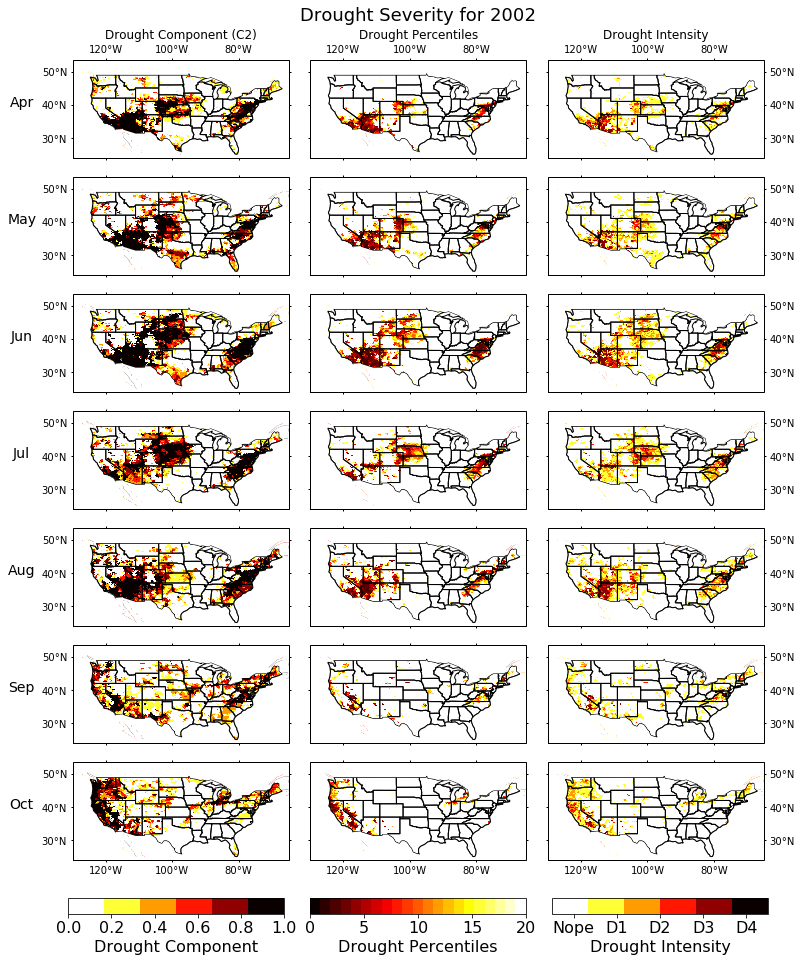 Drought Severity for 2002
Drought Component (C2) Drought Percentiles Drought Intensity
120°W 100°W 80°W 120°W 100°W 80°W 120°W 100°W 80°W
50°N 50°N
Apr 40°N 40°N
30°N 30°N
50°N 50°N
May 40°N 40°N
30°N 30°N
50°N 50°N
Jun 40°N 40°N
30°N 30°N
50°N 50°N
Jul 40°N 40°N
30°N 30°N
50°N 50°N
Aug 40°N 40°N
30°N 30°N
50°N 50°N
Sep 40°N 40°N
30°N 30°N
50°N 50°N
Oct 40°N 40°N
30°N 30°N
120°W 100°W 80°W 120°W 100°W 80°W 120°W 100°W 80°W
0.0 0.2 0.4 0.6 0.8 1.0 0 5 10 15 20 Nope D1 D2 D3 D4
Drought Component Drought Percentiles Drought Intensity